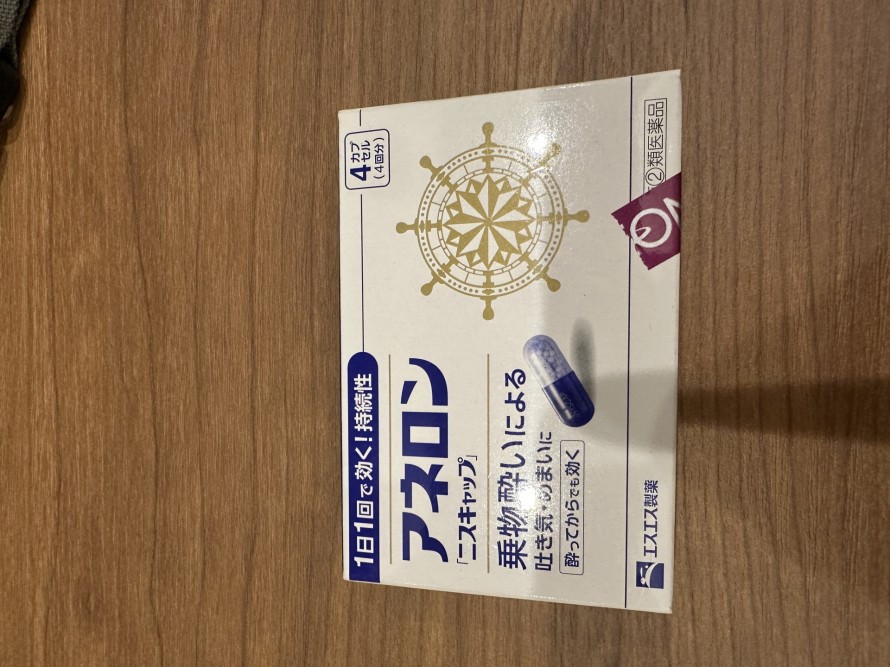 1日1回で効く!持続性
4カプセル
(4回分)
アネロン
「ニスキャップ」
乗物酔いによる
吐き気・めまいに
酔ってからでも効く
エスエス製薬
②類医薬品